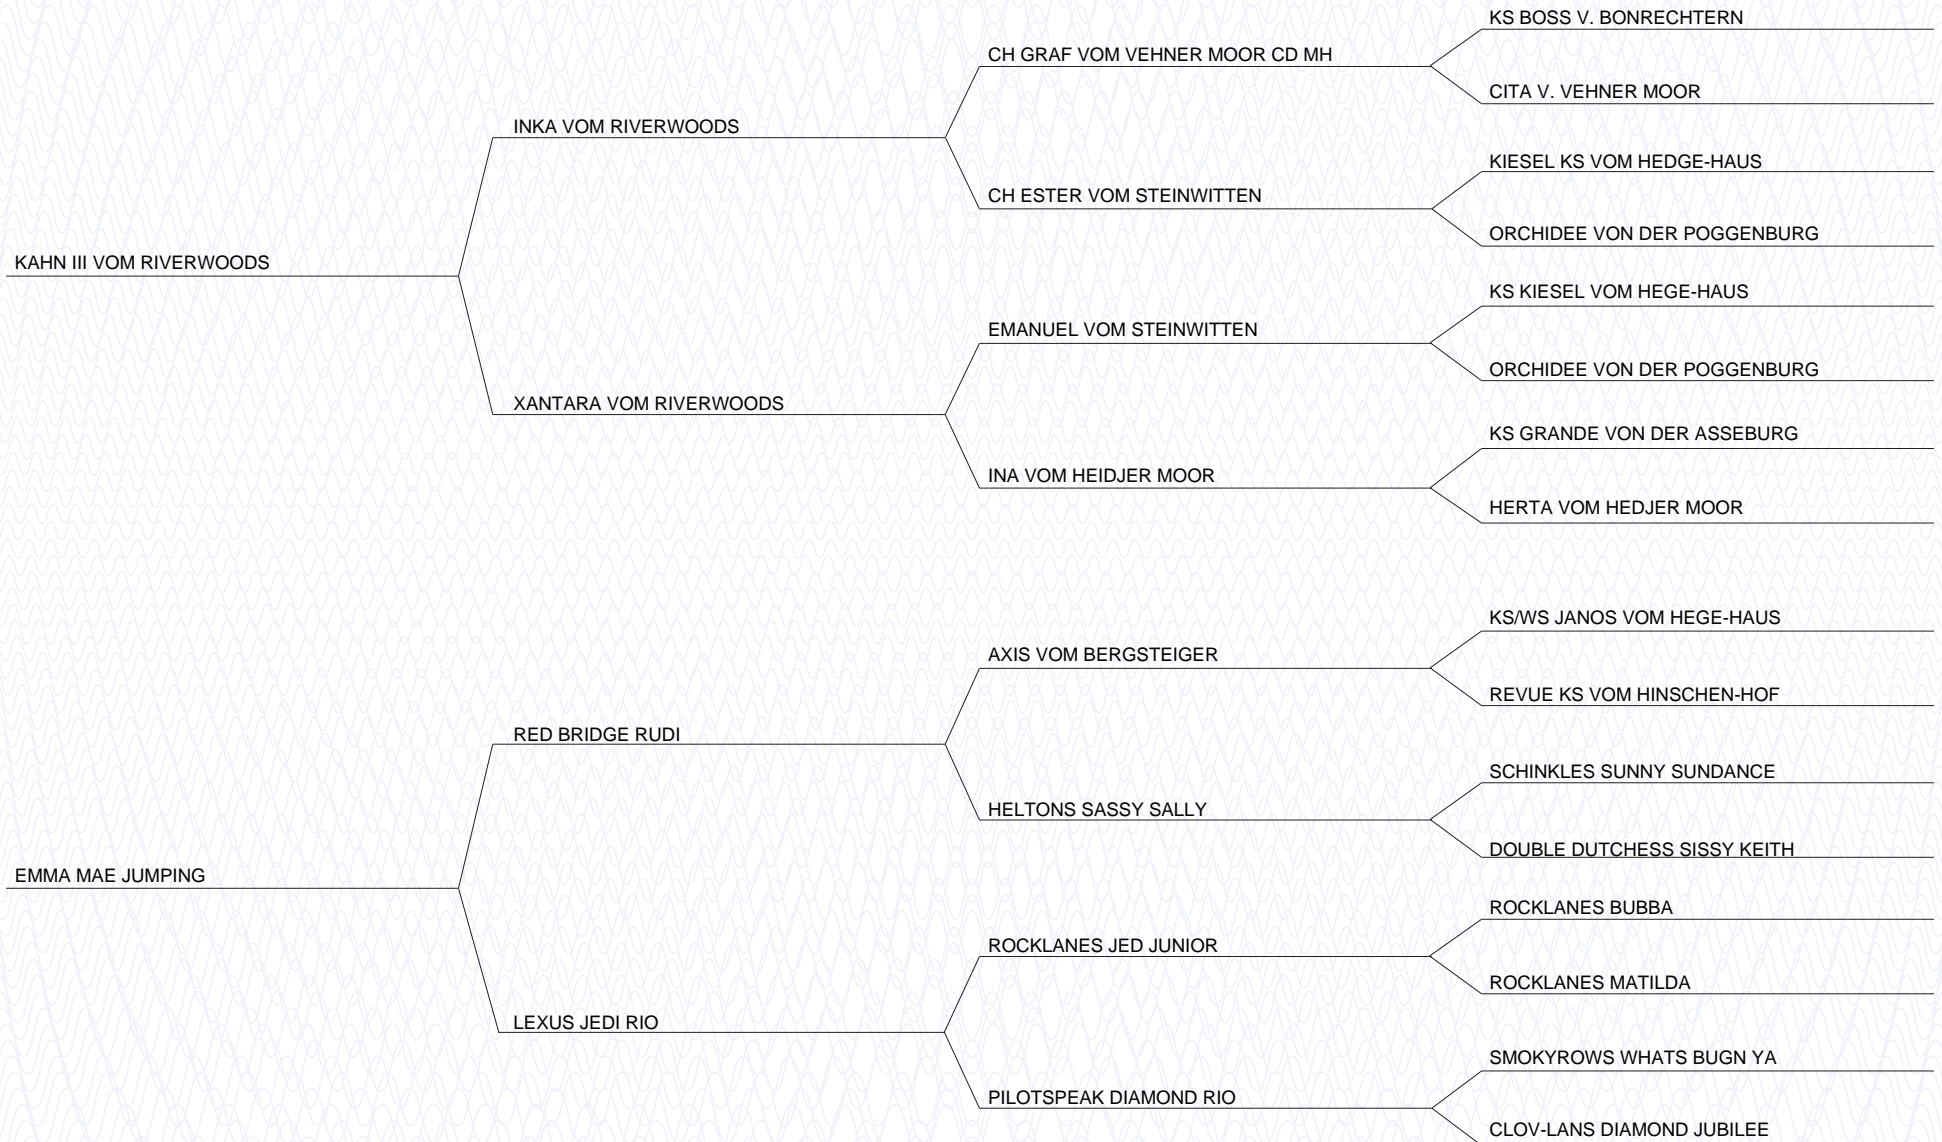 KS BOSS V. BONRECHTERN
CH GRAF VOM VEHNER MOOR CD MH
CITA V. VEHNER MOOR
INKA VOM RIVERWOODS
KIESEL KS VOM HEDGE-HAUS
CH ESTER VOM STEINWITTEN
ORCHIDEE VON DER POGGENBURG
KAHN III VOM RIVERWOODS
KS KIESEL VOM HEGE-HAUS
EMANUEL VOM STEINWITTEN
ORCHIDEE VON DER POGGENBURG
XANTARA VOM RIVERWOODS
KS GRANDE VON DER ASSEBURG
INA VOM HEIDJER MOOR
HERTA VOM HEDJER MOOR
KS/WS JANOS VOM HEGE-HAUS
AXIS VOM BERGSTEIGER
REVUE KS VOM HINSCHEN-HOF
RED BRIDGE RUDI
SCHINKLES SUNNY SUNDANCE
HELTONS SASSY SALLY
DOUBLE DUTCHESS SISSY KEITH
EMMA MAE JUMPING
ROCKLANES BUBBA
ROCKLANES JED JUNIOR
ROCKLANES MATILDA
LEXUS JEDI RIO
SMOKYROWS WHATS BUGN YA
PILOTSPEAK DIAMOND RIO
CLOV-LANS DIAMOND JUBILEE